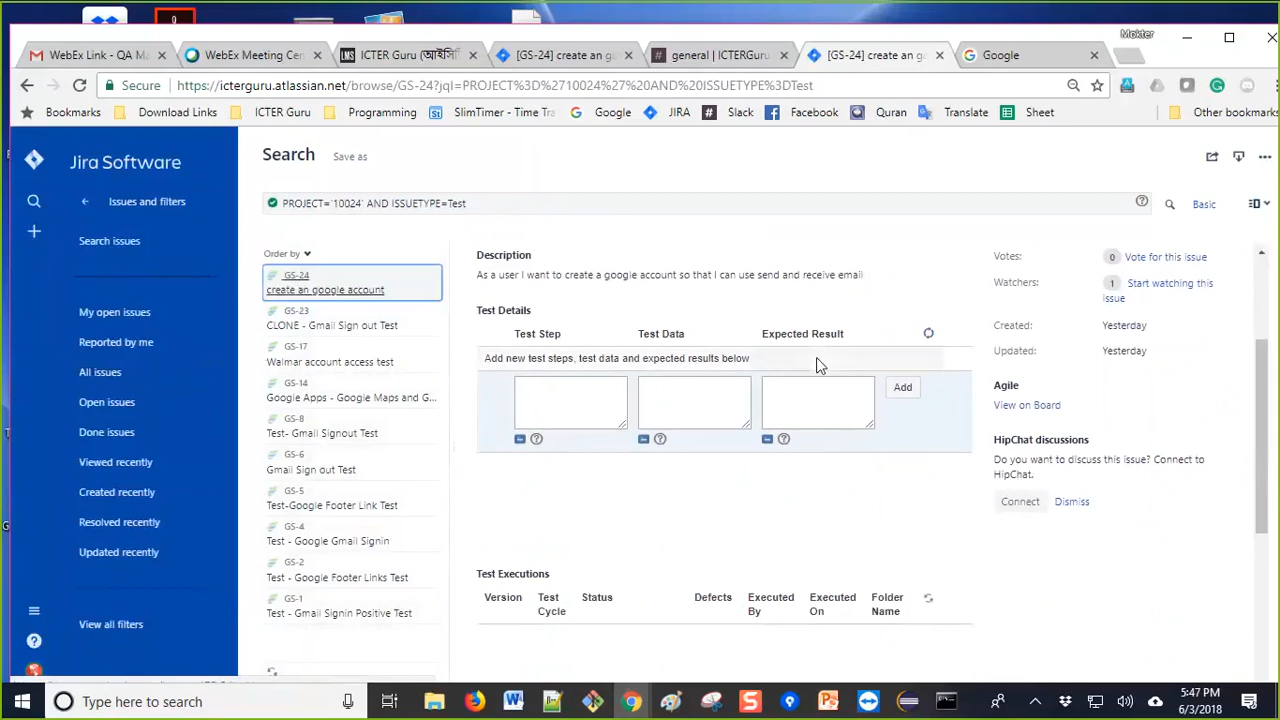 Mokter
WebEx Link - QA Ma
WebEx Meeting Cen
ICTER Guru (আইসিটি
[GS-24] create an go
general | ICTERGuru
[GS-24] create an go
Google
Secure
https://icterguru.atlassian.net/browse/GS-24?jql=PROJECT%3D%2710024%27%20AND%20ISSUETYPE%3DTest
Bookmarks
Download Links
ICTER Guru
Programming
SlimTimer - Time Tra
Google
JIRA
Slack
Facebook
Quran
Translate
Sheet
Other bookmarks
Jira Software
Issues and filters
Search issues
My open issues
Reported by me
All issues
Open issues
Done issues
Viewed recently
Created recently
Resolved recently
Updated recently
View all filters
Search
Save as
PROJECT='10024' AND ISSUETYPE=Test
Basic
Order by
GS-24
create an google account
GS-23
CLONE - Gmail Sign out Test
GS-17
Walmar account access test
GS-14
Google Apps - Google Maps and G...
GS-8
Test- Gmail Signout Test
GS-6
Gmail Sign out Test
GS-5
Test-Google Footer Link Test
GS-4
Test - Google Gmail Signin
GS-2
Test - Google Footer Links Test
GS-1
Test - Gmail Signin Positive Test
Description
As a user I want to create a google account so that I can use send and receive email
Test Details
Test Step
Test Data
Expected Result
Add new test steps, test data and expected results below
Add
Test Executions
Version
Test Cycle
Status
Defects
Executed By
Executed On
Folder Name
Votes:
0
Vote for this issue
Watchers:
1
Start watching this issue
Created:
Yesterday
Updated:
Yesterday
Agile
View on Board
HipChat discussions
Do you want to discuss this issue? Connect to
HipChat.
Connect
Dismiss
Type here to search
5:47 PM
6/3/2018